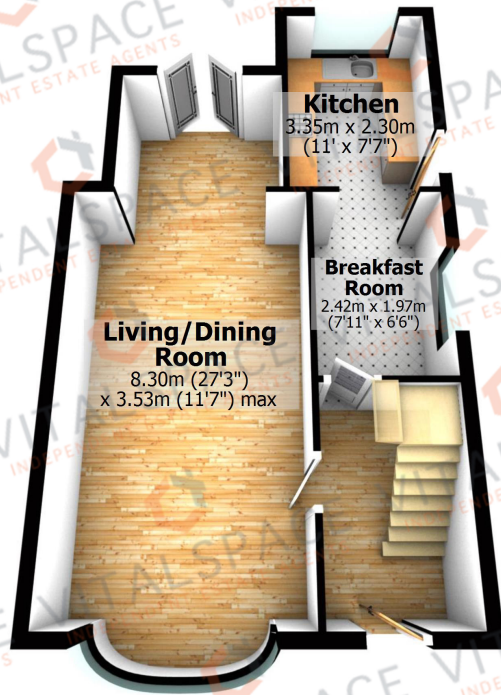 Kitchen
3.35m x 2.30m
(11' x 7'7")
Breakfast
Room
2.42m x 1.97m
(7'11" x 6'6")
Living/Dining
Room
8.30m (27'3")
x 3.53m (11'7") max
VITALSPACE
INDEPENDENT ESTATE AGENTS